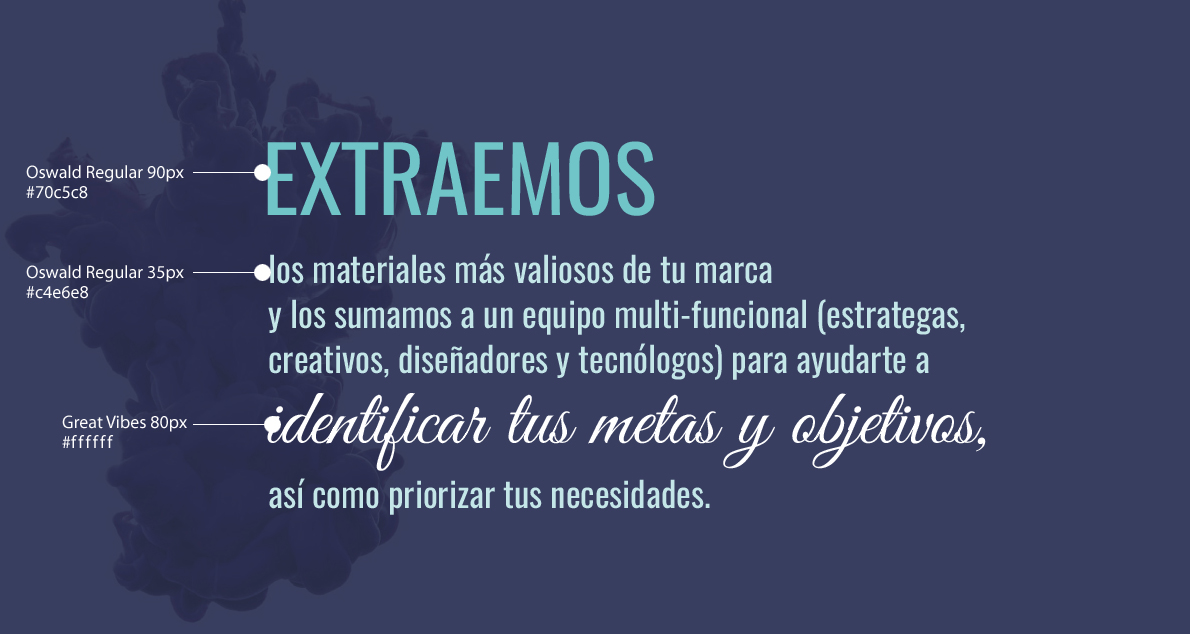 Oswald Regular 90px
#70c5c8
EXTRAEMOS
Oswald Regular 35px
#c4e6e8
los materiales más valiosos de tu marca
y los sumamos a un equipo multi-funcional (estrategas,
creativos, diseñadores y tecnólogos) para ayudarte a
Great Vibes 80px
#ffffff
identificar tus metas y objetivos,
así como priorizar tus necesidades.